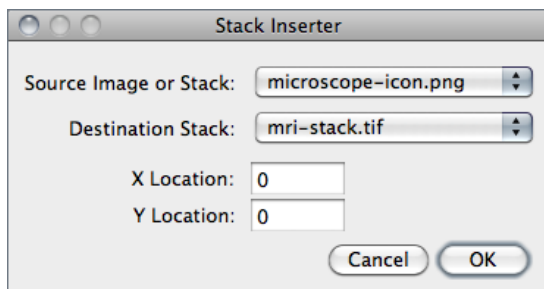 Stack Inserter
Source Image or Stack: microscope-icon.png
Destination Stack: mri-stack.tif
X Location: 0
Y Location: 0
Cancel OK